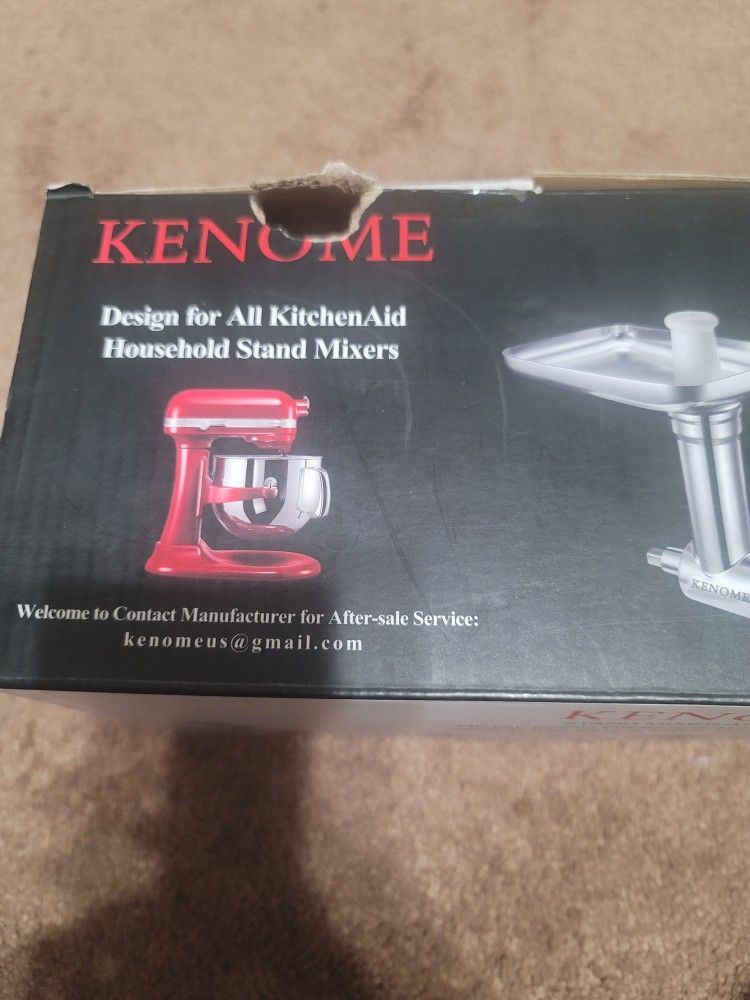 KENOME
Design for All KitchenAid
Household Stand Mixers
KENOME
Welcome to Contact Manufacturer for After-sale Service:
kenomeus@gmail.com